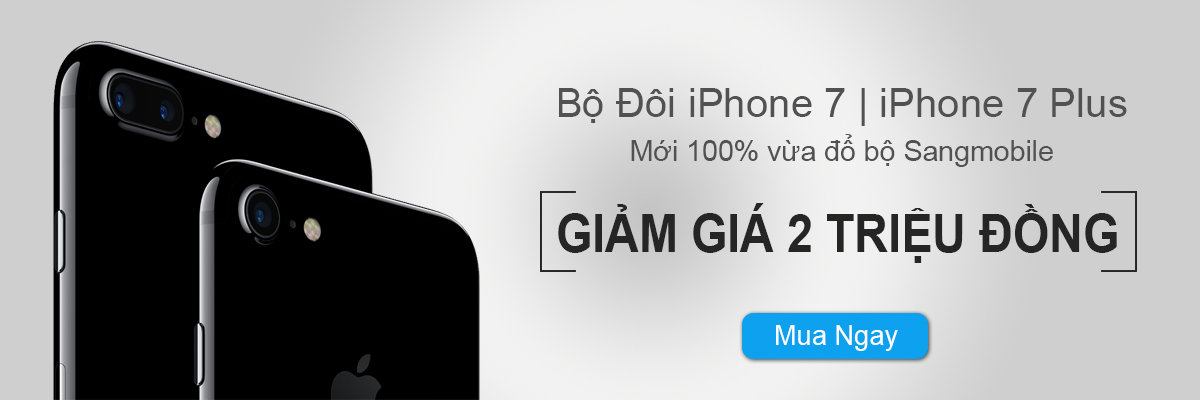 Bộ Đôi iPhone 7 | iPhone 7 Plus
Mới 100% vừa đổ bộ Sangmobile
GIẢM GIÁ 2 TRIỆU ĐỒNG
Mua Ngay